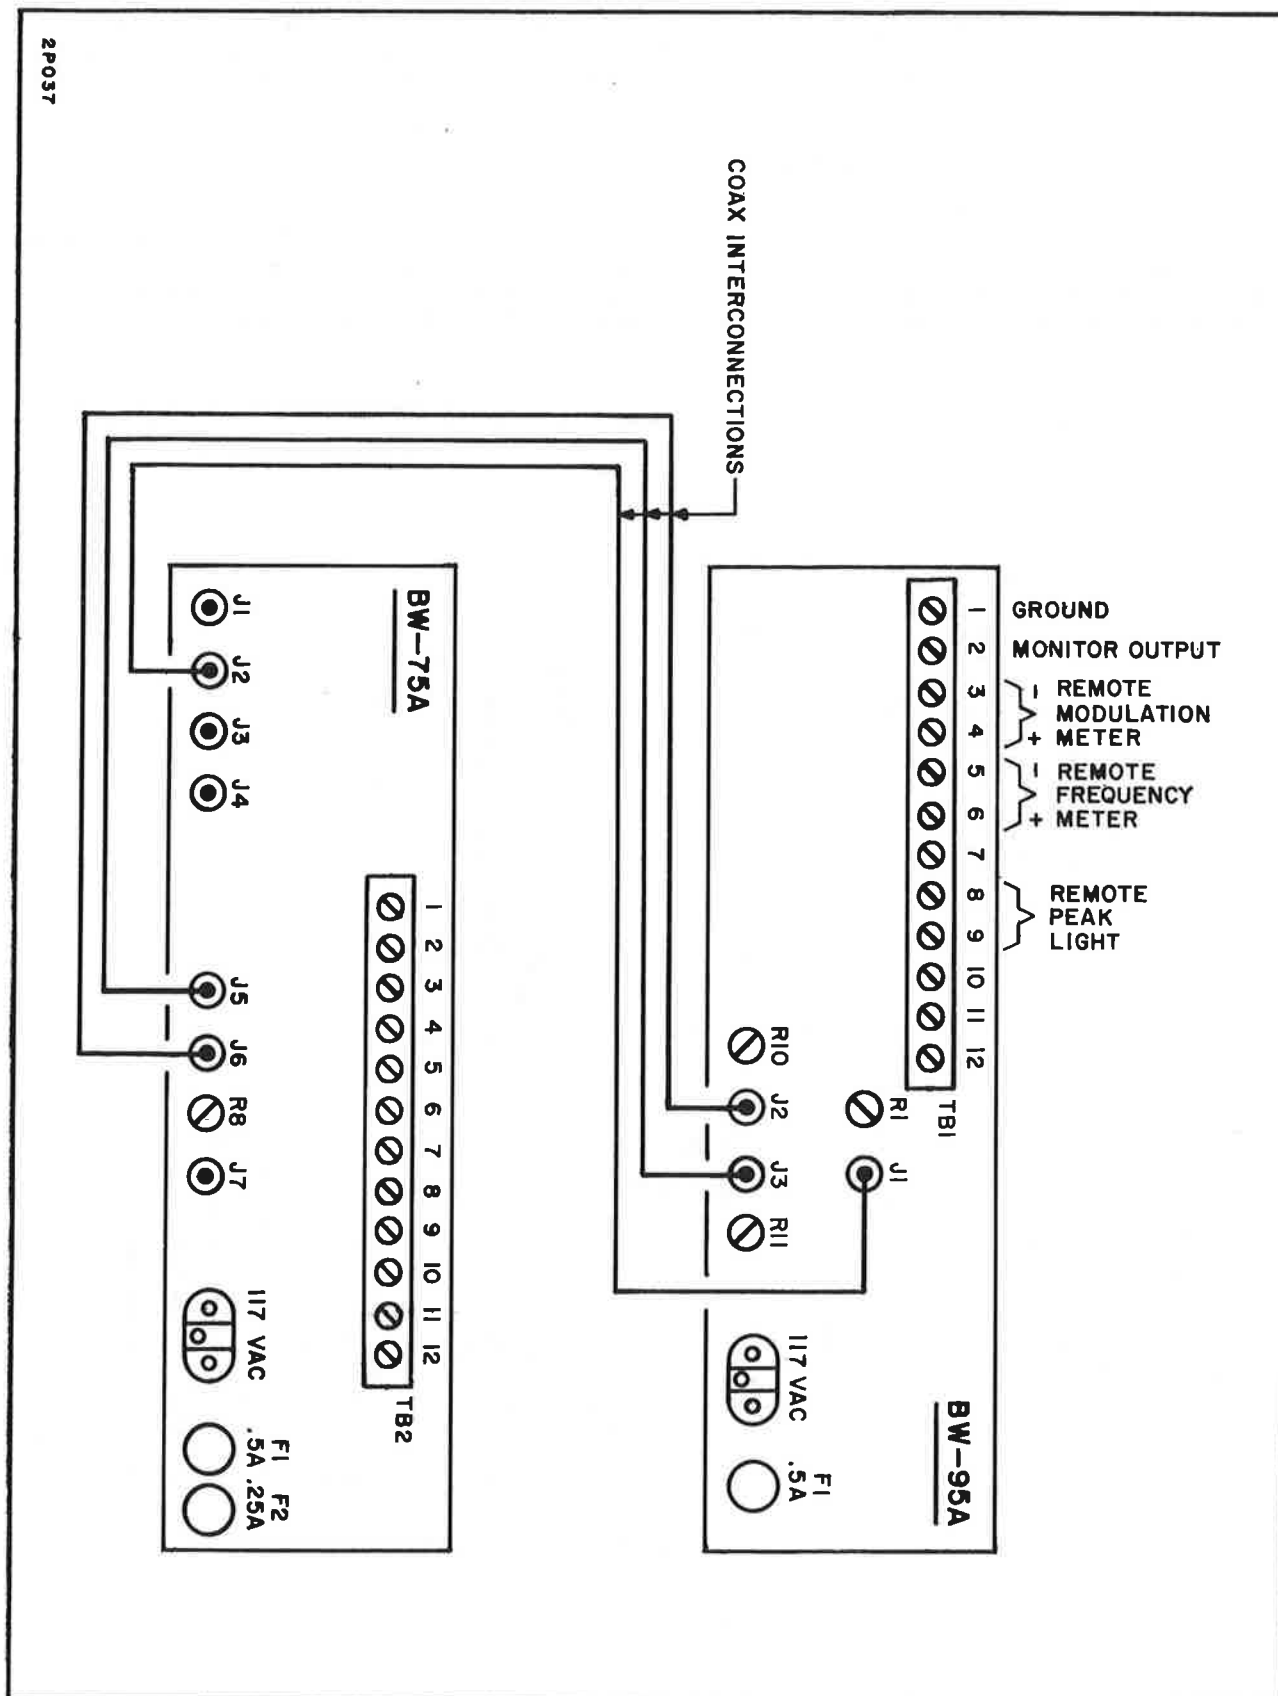 2P037
COAX INTERCONNECTIONS
GROUND
MONITOR OUTPUT
- REMOTE
MODULATION
+ METER
- REMOTE
FREQUENCY
+ METER
REMOTE
PEAK
LIGHT
1 2 3 4 5 6 7 8 9 10 11 12
TB1
R10
J2
J3
R11
R1
J1
117 VAC
F1
.5A
BW-95A
BW-75A
J1
J2
J3
J4
J5
J6
R8
J7
1 2 3 4 5 6 7 8 9 10 11 12
TB2
117 VAC
F1 F2
.5A .25A